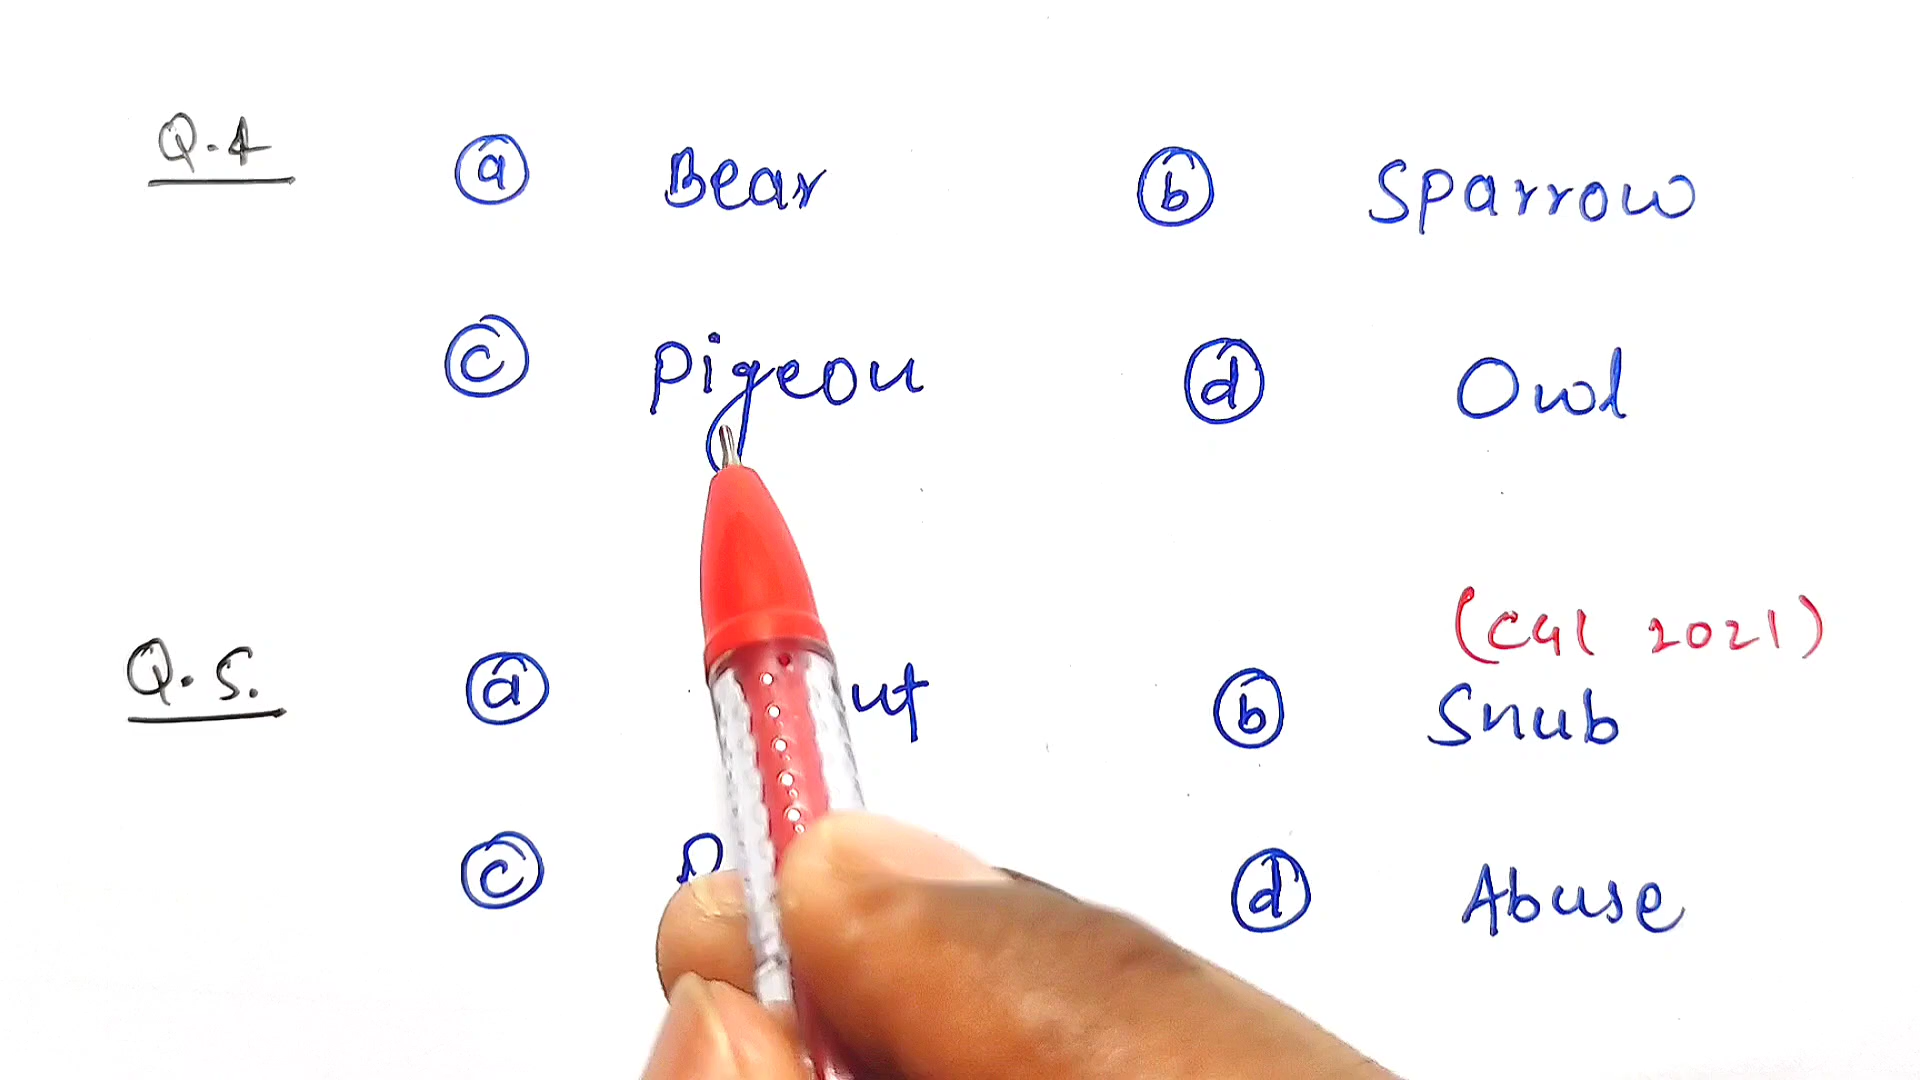 Q.4 a Bear b Sparrow
c Pigeon d Owl
(CGL 2021)
Q.5. a b Snub
c d Abuse